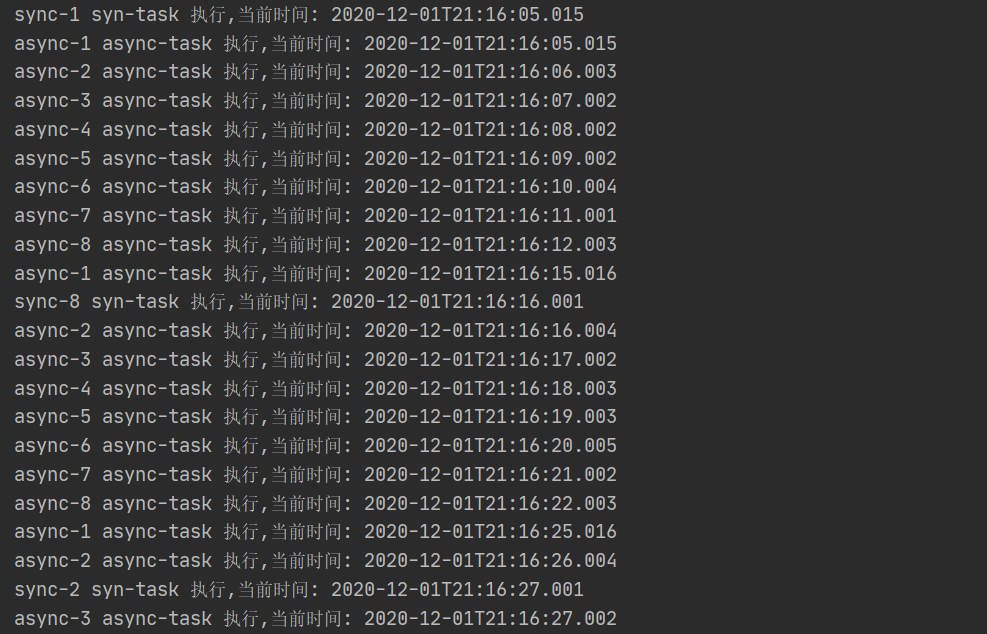 sync-1 syn-task 执行,当前时间: 2020-12-01T21:16:05.015
async-1 async-task 执行,当前时间: 2020-12-01T21:16:05.015
async-2 async-task 执行,当前时间: 2020-12-01T21:16:06.003
async-3 async-task 执行,当前时间: 2020-12-01T21:16:07.002
async-4 async-task 执行,当前时间: 2020-12-01T21:16:08.002
async-5 async-task 执行,当前时间: 2020-12-01T21:16:09.002
async-6 async-task 执行,当前时间: 2020-12-01T21:16:10.004
async-7 async-task 执行,当前时间: 2020-12-01T21:16:11.001
async-8 async-task 执行,当前时间: 2020-12-01T21:16:12.003
async-1 async-task 执行,当前时间: 2020-12-01T21:16:15.016
sync-8 syn-task 执行,当前时间: 2020-12-01T21:16:16.001
async-2 async-task 执行,当前时间: 2020-12-01T21:16:16.004
async-3 async-task 执行,当前时间: 2020-12-01T21:16:17.002
async-4 async-task 执行,当前时间: 2020-12-01T21:16:18.003
async-5 async-task 执行,当前时间: 2020-12-01T21:16:19.003
async-6 async-task 执行,当前时间: 2020-12-01T21:16:20.005
async-7 async-task 执行,当前时间: 2020-12-01T21:16:21.002
async-8 async-task 执行,当前时间: 2020-12-01T21:16:22.003
async-1 async-task 执行,当前时间: 2020-12-01T21:16:25.016
async-2 async-task 执行,当前时间: 2020-12-01T21:16:26.004
sync-2 syn-task 执行,当前时间: 2020-12-01T21:16:27.001
async-3 async-task 执行,当前时间: 2020-12-01T21:16:27.002